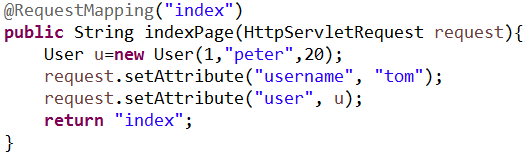 @RequestMapping("index")
public String indexPage(HttpServletRequest request){
    User u=new User(1,"peter",20);
    request.setAttribute("username", "tom");
    request.setAttribute("user", u);
    return "index";
}